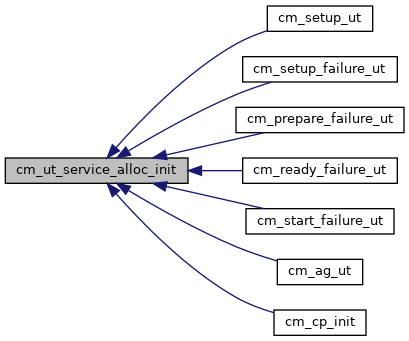 cm_setup_ut
cm_setup_failure_ut
cm_prepare_failure_ut
cm_ut_service_alloc_init
cm_ready_failure_ut
cm_start_failure_ut
cm_ag_ut
cm_cp_init